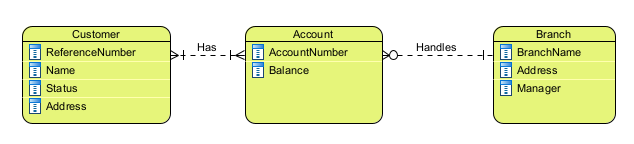 Customer
ReferenceNumber
Name
Status
Address
Has
Account
AccountNumber
Balance
Handles
Branch
BranchName
Address
Manager